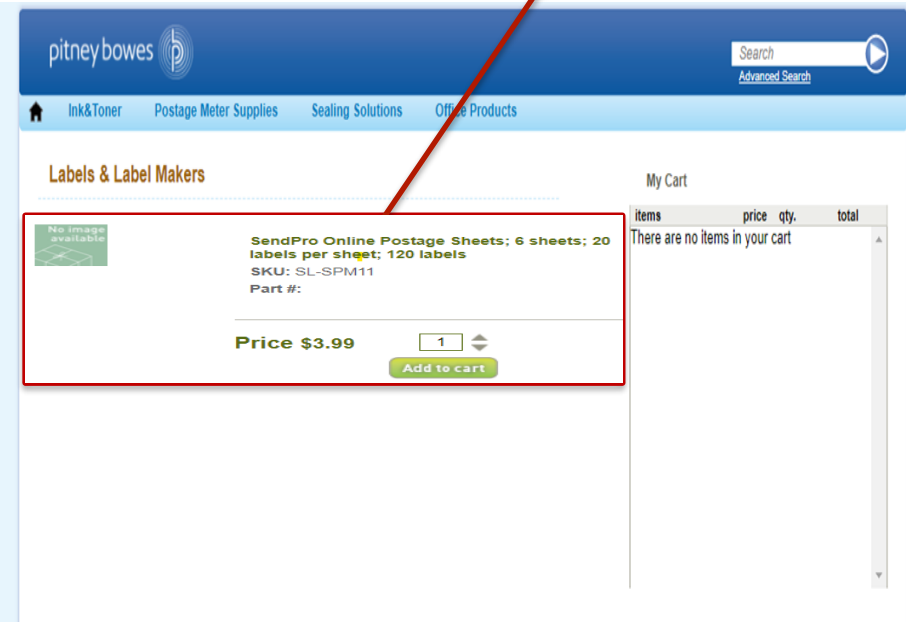 pitney bowes
Search
Advanced Search
Ink&Toner Postage Meter Supplies Sealing Solutions Office Products
Labels & Label Makers
My Cart
items price qty. total
There are no items in your cart
No image
available
SendPro Online Postage Sheets; 6 sheets; 20
labels per sheet; 120 labels
SKU: SL-SPM11
Part #:
Price $3.99 1
Add to cart